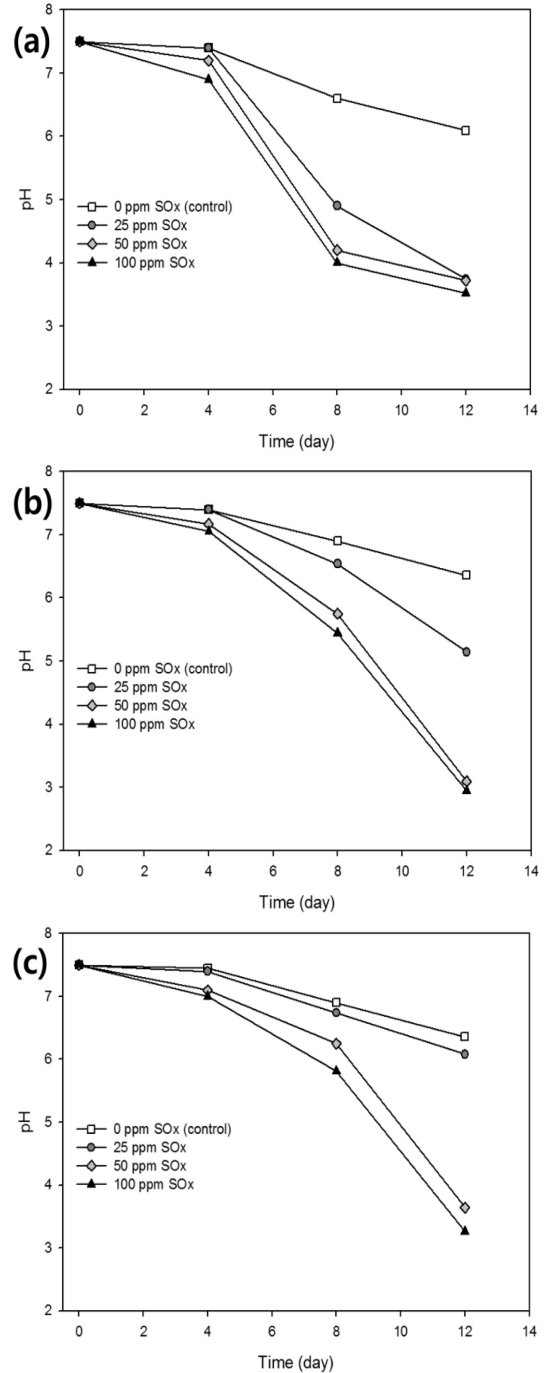 (a)
8
7
6
5
4
3
2
pH
0 ppm SOx (control)
25 ppm SOx
50 ppm SOx
100 ppm SOx
0 2 4 6 8 10 12 14
Time (day)
(b)
8
7
6
5
4
3
2
pH
0 ppm SOx (control)
25 ppm SOx
50 ppm SOx
100 ppm SOx
0 2 4 6 8 10 12 14
Time (day)
(c)
8
7
6
5
4
3
2
pH
0 ppm SOx (control)
25 ppm SOx
50 ppm SOx
100 ppm SOx
0 2 4 6 8 10 12 14
Time (day)